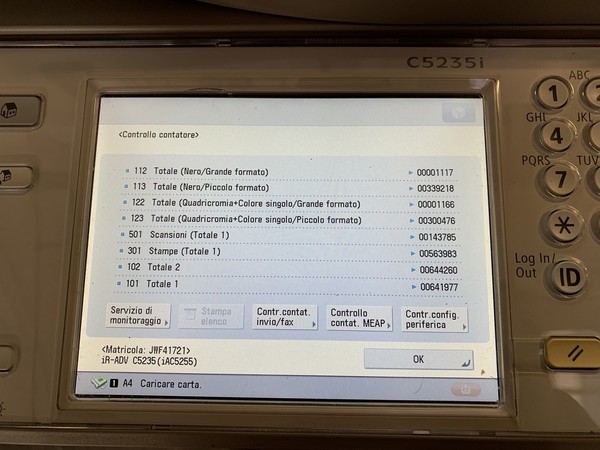 C5235i
<Controllo contatore>
112 Totale (Nero/Grande formato) 00001117
113 Totale (Nero/Piccolo formato) 00339218
122 Totale (Quadricromia+Colore singolo/Grande formato) 00001166
123 Totale (Quadricromia+Colore singolo/Piccolo formato) 00300476
501 Scansioni (Totale 1) 00143785
301 Stampe (Totale 1) 00563983
102 Totale 2 00644260
101 Totale 1 00641977
Servizio di monitoraggio
Stampa elenco
Contr.contat. invio/fax
Controllo contat. MEAP
Contr.config. periferica
<Matricola: JWF41721>
iR-ADV C5235(iAC5255)
OK
1 A4 Caricare carta.
ABC
1
2
GHI
JKL
4
PQRS
TUV
7
Log In/
Out
ID